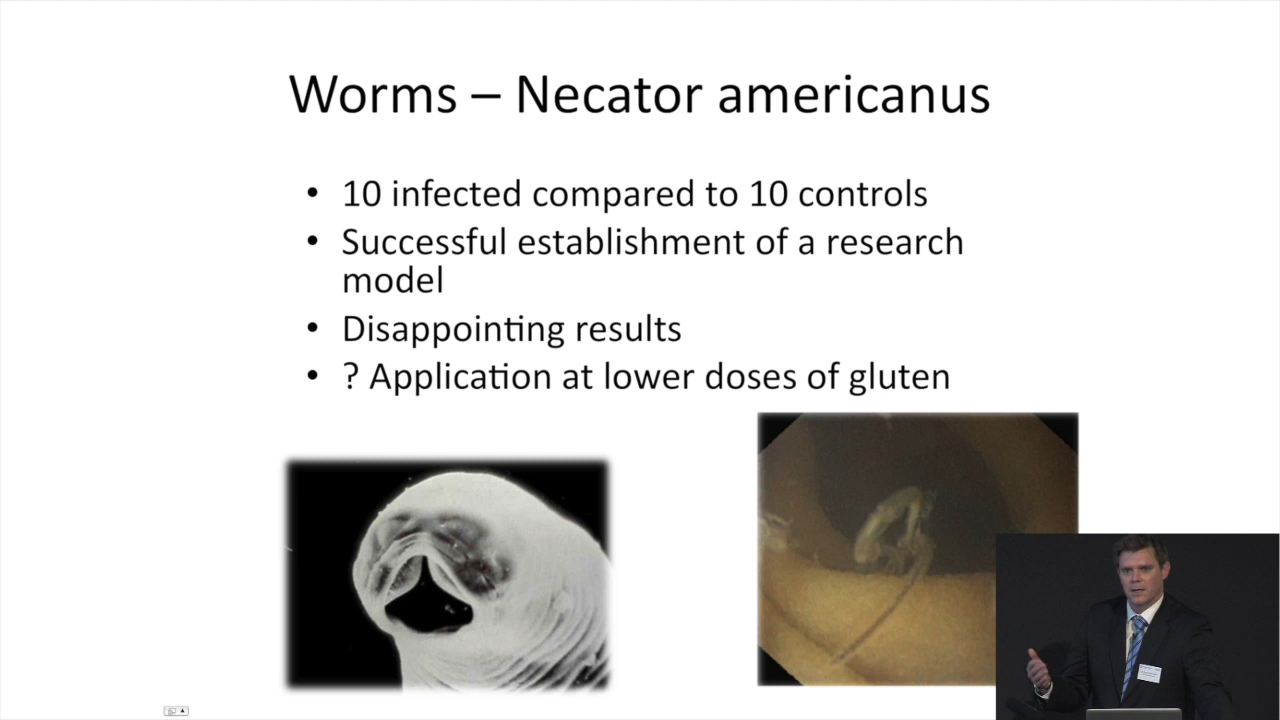 Worms – Necator americanus
• 10 infected compared to 10 controls
• Successful establishment of a research
model
• Disappointing results
• ? Application at lower doses of gluten